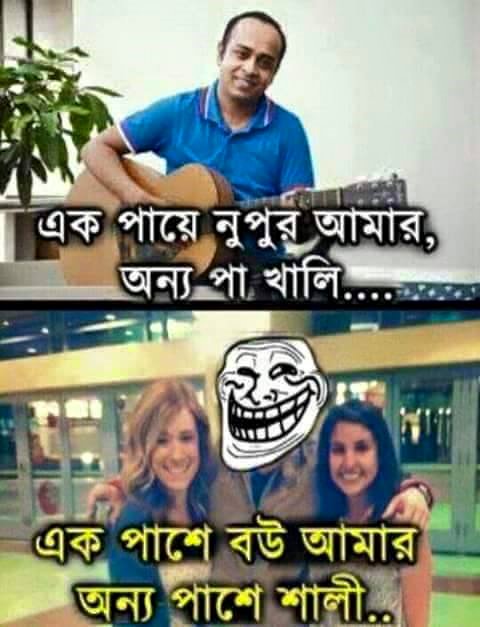 এক পায়ে নুপুর আমার,
অন্য পা খালি....
এক পাশে বউ আমার
অন্য পাশে শালী..